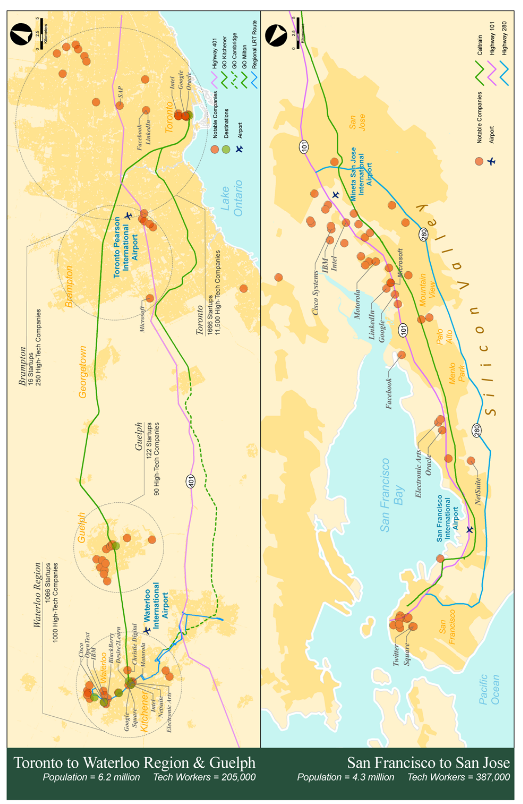 Toronto to Waterloo Region & Guelph
Population = 6.2 million Tech Workers = 205,000
San Francisco to San Jose
Population = 4.3 million Tech Workers = 387,000
Notable Companies
Destinations
Airport
Highway 401
GO Kitchener
GO Cambridge
GO Milton
Regional LRT Route
Waterloo Region
1066 Startups
1000 High-Tech Companies
Guelph
122 Startups
90 High-Tech Companies
Brampton
16 Startups
250 High-Tech Companies
Toronto
1666 Startups
11,500 High-Tech Companies
Cisco
OpenText
IBM
BlackBerry
Desire2Learn
Christie Digital
Motorola
Google
Square
Intel
Netsuite
Electronic Arts
Waterloo
Kitchener
Waterloo
International
Airport
Guelph
401
Georgetown
Brampton
Microsoft
Toronto Pearson
International
Airport
SAP
Facebook
LinkedIn
Intel
Google
Oracle
Toronto
Lake
Ontario
Notable Companies
Airport
Caltrain
Highway 101
Highway 280
Pacific
Ocean
San
Francisco
Twitter
Square
San Francisco
International
Airport
San Francisco
Bay
NetSuite
Electronic Arts
Oracle
280
Facebook
101
Menlo
Park
Palo
Alto
Mountain
View
Google
LinkedIn
Motorola
Microsoft
Cisco Systems
IBM
Intel
280
Silicon Valley
Mineta San Jose
International
Airport
101
San
Jose